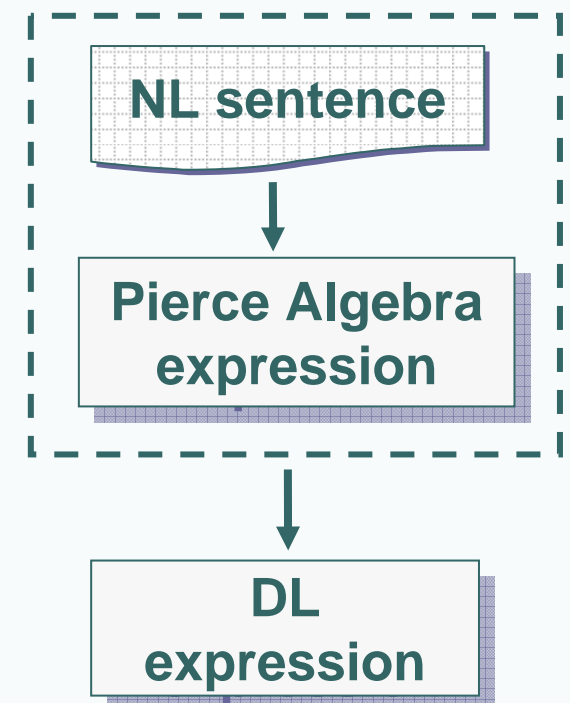 NL sentence
Pierce Algebra
expression
DL
expression